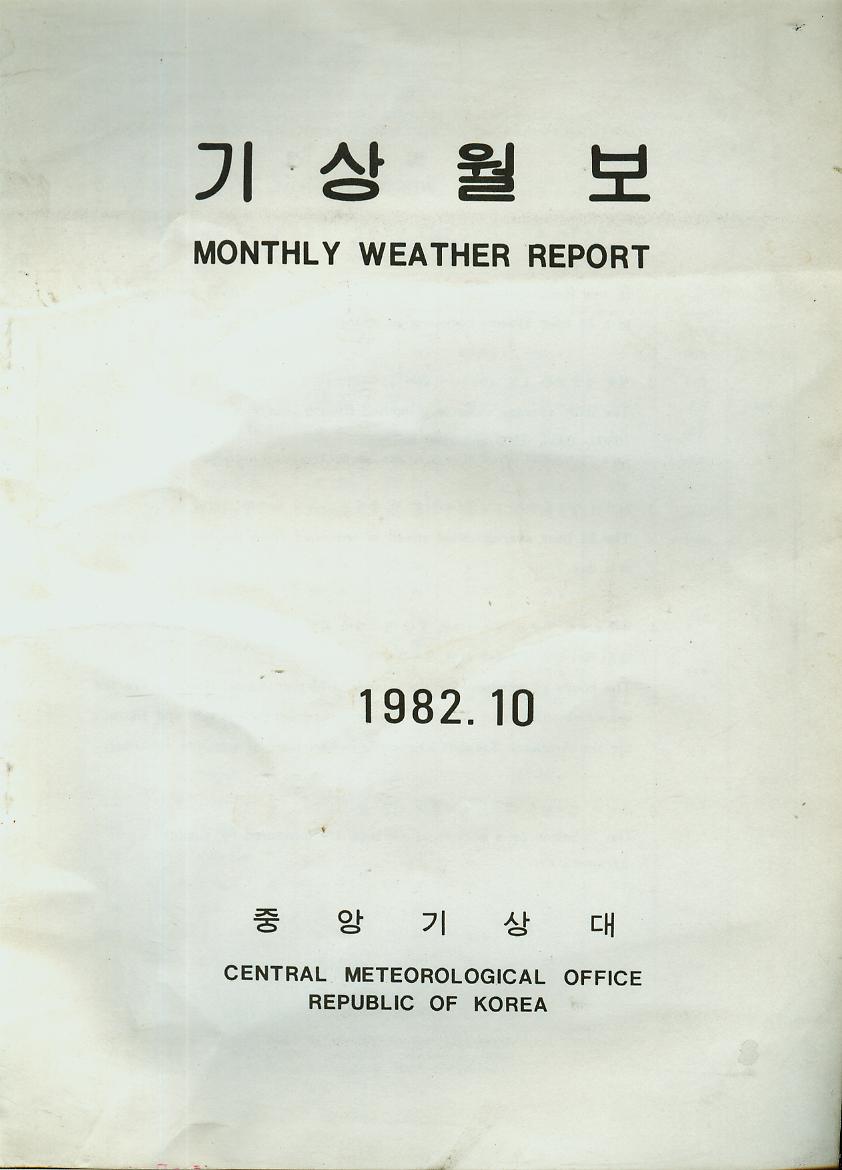 기상월보
MONTHLY WEATHER REPORT
1982.10
중앙기상대
CENTRAL METEOROLOGICAL OFFICE
REPUBLIC OF KOREA